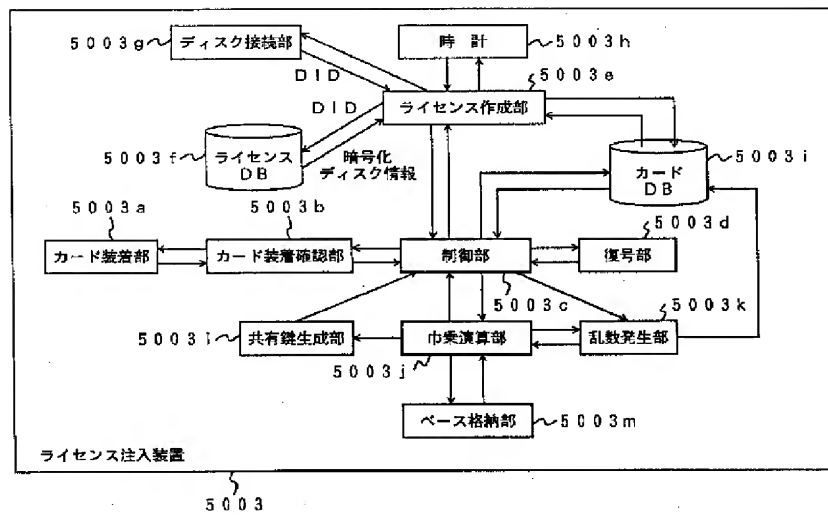 5003g
ディスク接続部
時計
5003h
DID
5003e
DID
ライセンス作成部
5003f
ライセンス
DB
暗号化
ディスク情報
カード
DB
5003i
5003a
5003b
5003d
カード装着部
カード装着確認部
制御部
復号部
5003c
5003k
5003l
共有鍵生成部
巾乗演算部
乱数発生部
5003j
ベース格納部
5003m
ライセンス注入装置
5003